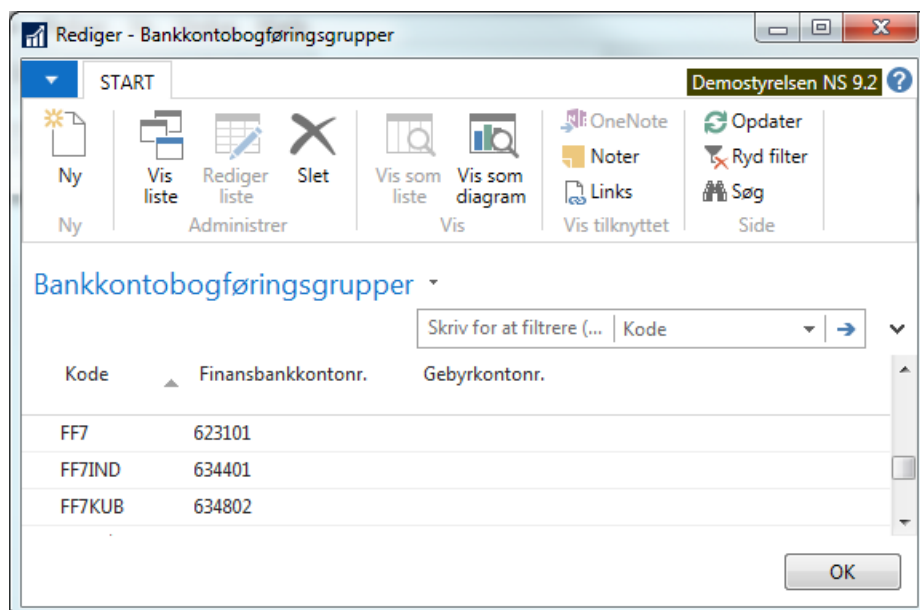 Rediger - Bankkontobogføringsgrupper
START
Demostyrelsen NS 9.2
Ny
Vis liste
Rediger liste
Slet
Vis som liste
Vis som diagram
OneNote
Noter
Links
Opdater
Ryd filter
Søg
Ny
Administrer
Vis
Vis tilknyttet
Side
Bankkontobogføringsgrupper
Skriv for at filtrere (... Kode
Kode Finansbankkontonr. Gebyrkontonr.
FF7 623101
FF7IND 634401
FF7KUB 634802
OK